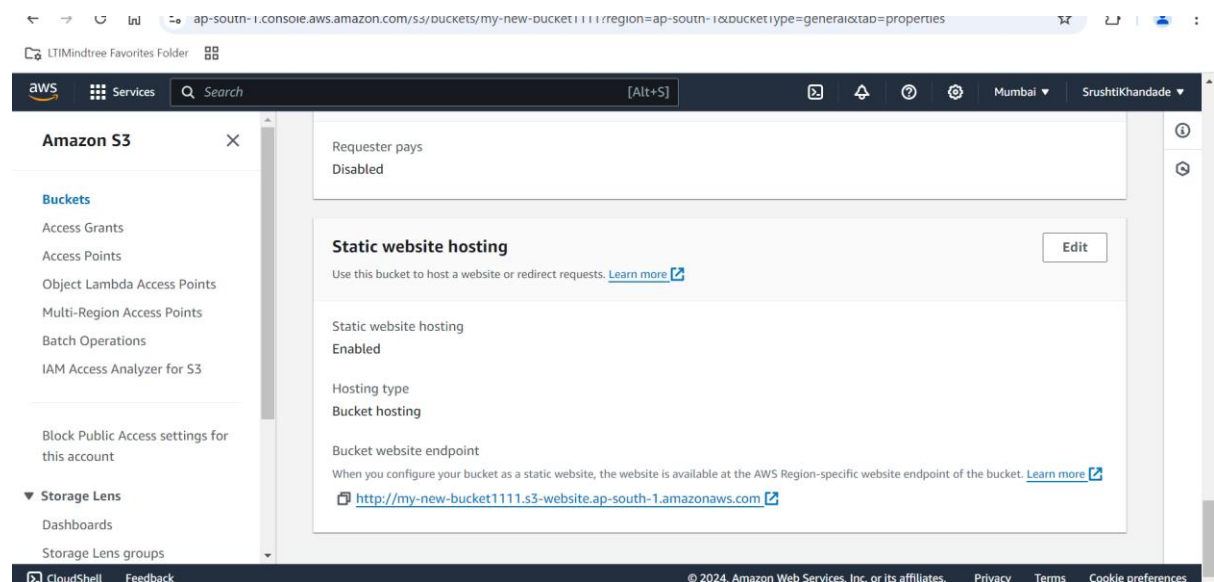 ap-south-1.console.aws.amazon.com/s3/buckets/my-new-bucket1111?region=ap-south-1&bucketType=general&tab=properties
LTIMindtree Favorites Folder
aws Services Search [Alt+S] Mumbai SrushtiKhandade
Amazon S3
Buckets
Access Grants
Access Points
Object Lambda Access Points
Multi-Region Access Points
Batch Operations
IAM Access Analyzer for S3
Block Public Access settings for
this account
Storage Lens
Dashboards
Storage Lens groups
Requester pays
Disabled
Static website hosting
Edit
Use this bucket to host a website or redirect requests. Learn more
Static website hosting
Enabled
Hosting type
Bucket hosting
Bucket website endpoint
When you configure your bucket as a static website, the website is available at the AWS Region-specific website endpoint of the bucket. Learn more
http://my-new-bucket1111.s3-website.ap-south-1.amazonaws.com
CloudShell Feedback © 2024, Amazon Web Services, Inc. or its affiliates. Privacy Terms Cookie preferences